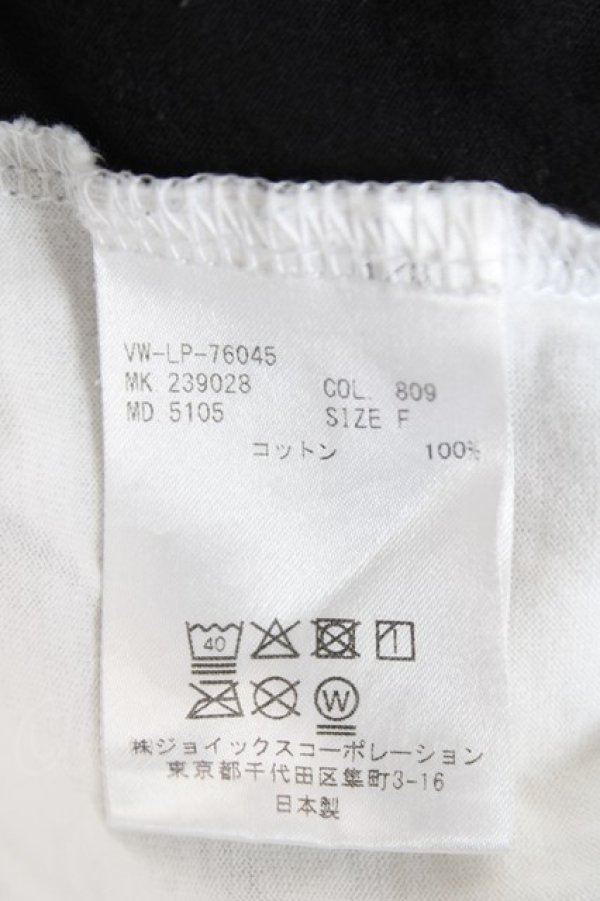 VW-LP-76045
MK. 239028 COL. 809
MD. 5105 SIZE F
コットン 100%
40
W
㈱ジョイックスコーポレーション
東京都千代田区隼町3-16
日本製